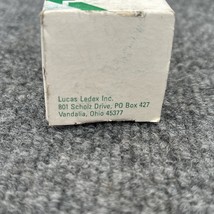 Lucas Ledex Inc.
801 Scholz Drive, PO Box 427
Vandalia, Ohio 45377